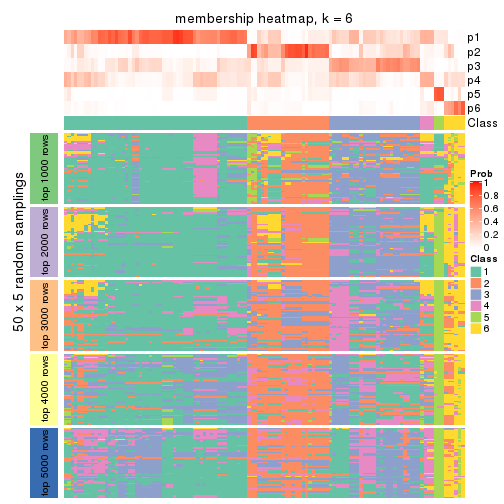 membership heatmap, k = 6
p1
p2
p3
p4
p5
p6
Class
50 x 5 random samplings
top 1000 rows
top 2000 rows
top 3000 rows
top 4000 rows
top 5000 rows
Prob
1
0.8
0.6
0.4
0.2
0
Class
1
2
3
4
5
6